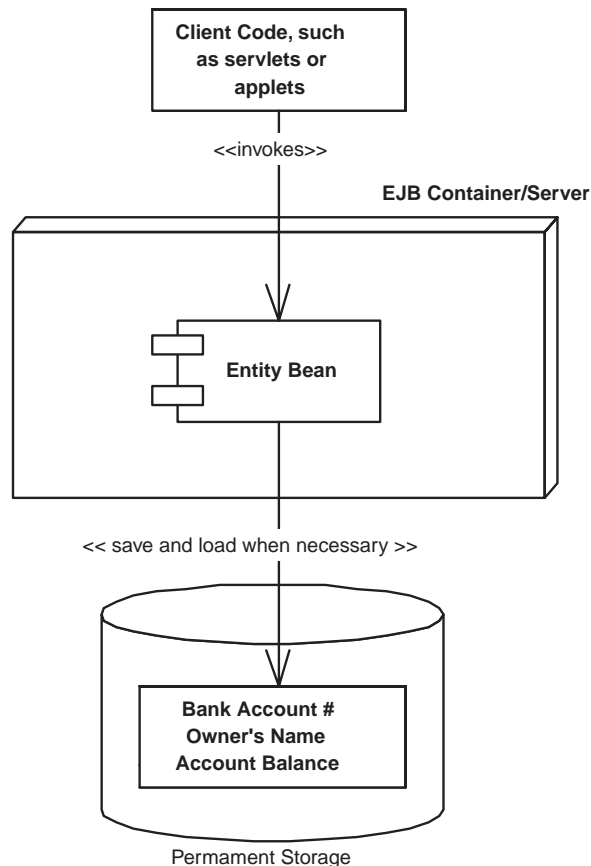 Client Code, such
as servlets or
applets
<<invokes>>
EJB Container/Server
Entity Bean
<< save and load when necessary >>
Bank Account #
Owner's Name
Account Balance
Permament Storage